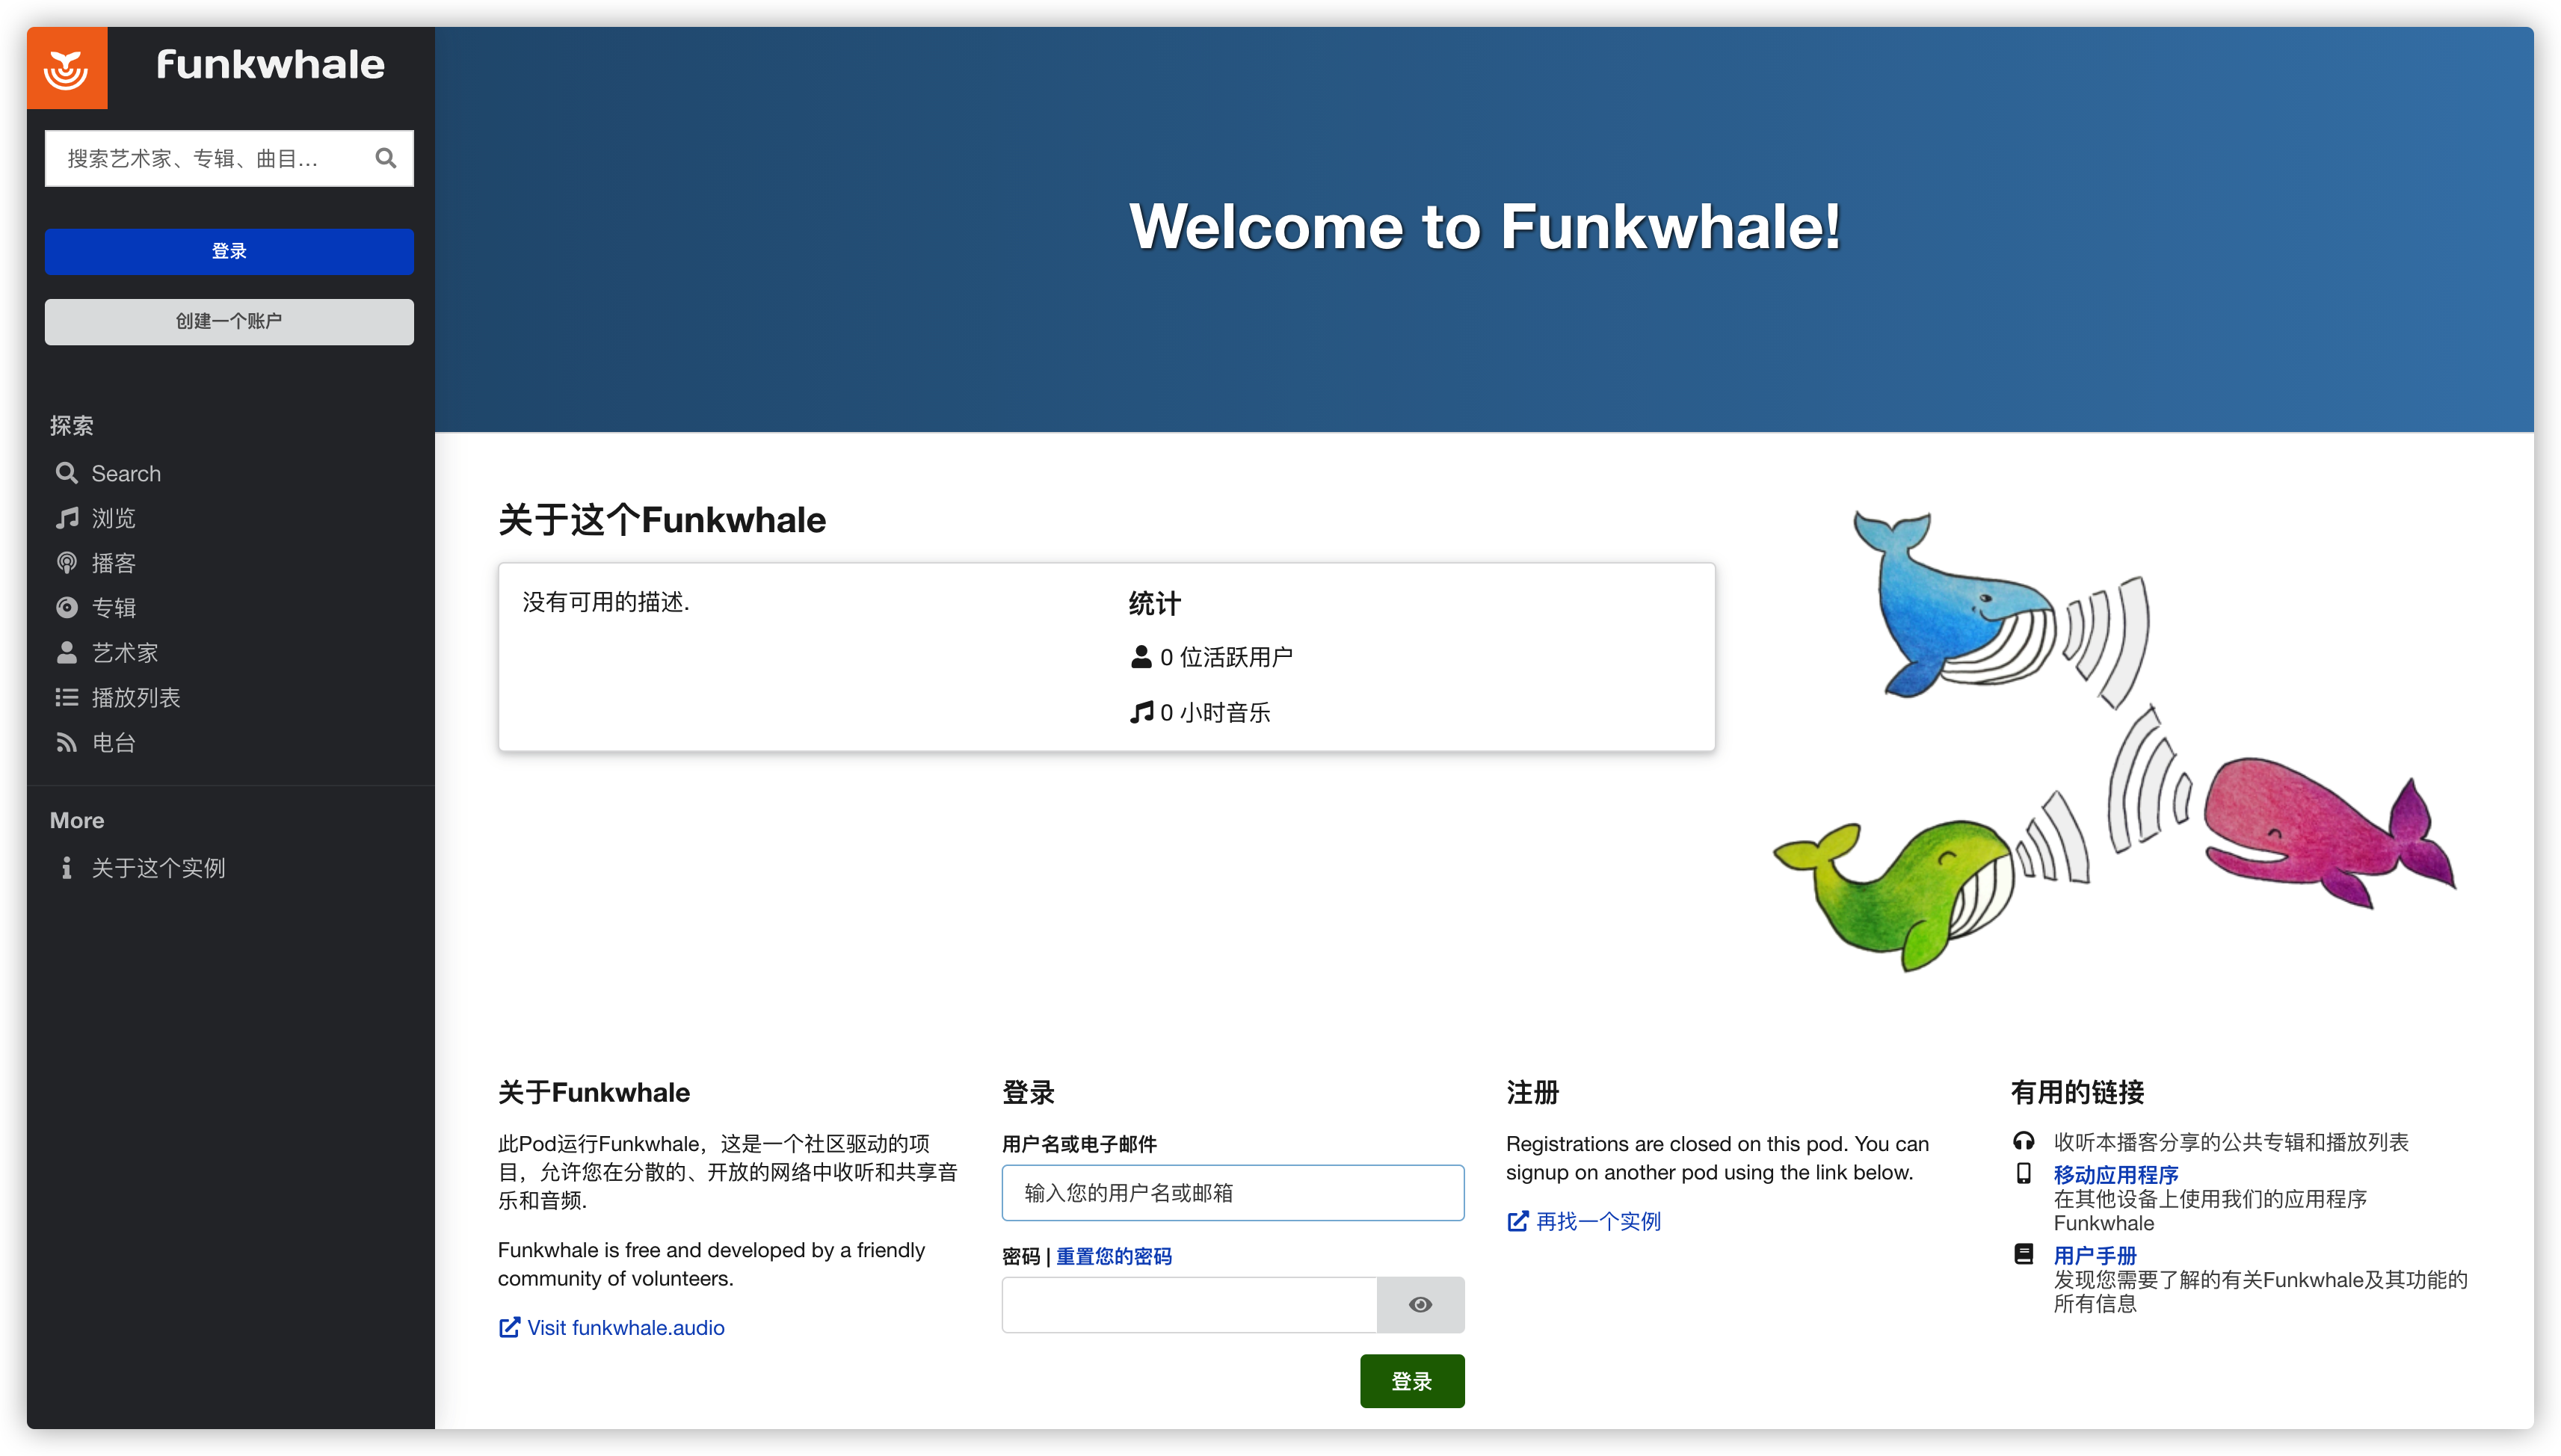 funkwhale
搜索艺术家、专辑、曲目…
登录
创建一个账户
探索
Search
浏览
播客
专辑
艺术家
播放列表
电台
More
关于这个实例
Welcome to Funkwhale!
关于这个Funkwhale
没有可用的描述.
统计
0 位活跃用户
0 小时音乐
关于Funkwhale
此Pod运行Funkwhale，这是一个社区驱动的项
目，允许您在分散的、开放的网络中收听和共享音
乐和音频.
Funkwhale is free and developed by a friendly
community of volunteers.
Visit funkwhale.audio
登录
用户名或电子邮件
输入您的用户名或邮箱
密码 | 重置您的密码
登录
注册
Registrations are closed on this pod. You can
signup on another pod using the link below.
再找一个实例
有用的链接
收听本播客分享的公共专辑和播放列表
移动应用程序
在其他设备上使用我们的应用程序
Funkwhale
用户手册
发现您需要了解的有关Funkwhale及其功能的
所有信息